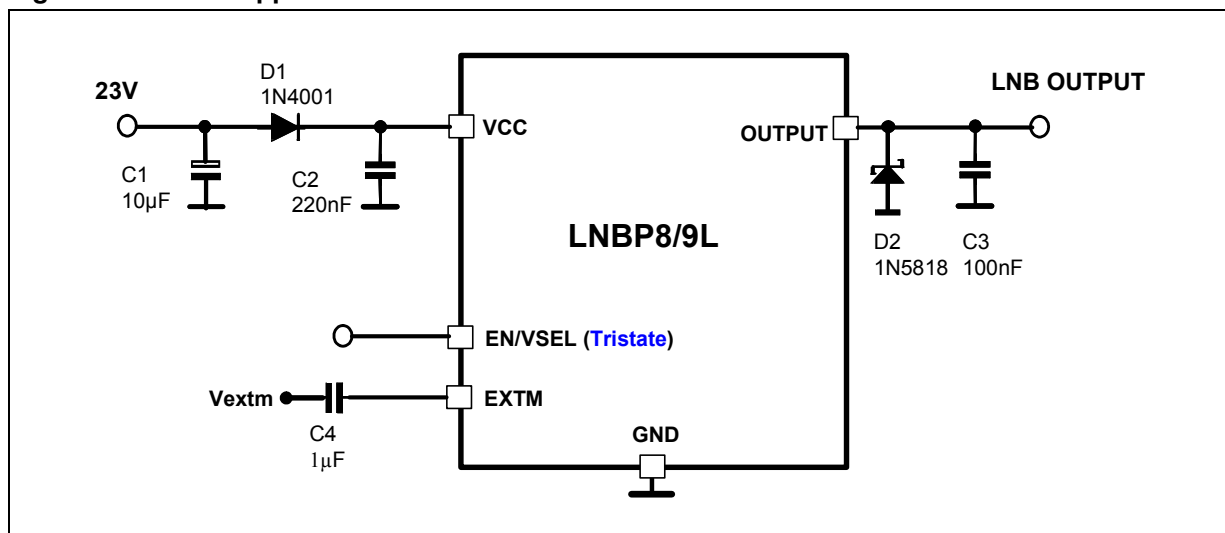 D1
1N4001
23V
LNB OUTPUT
VCC
OUTPUT
C1
10µF
C2
220nF
LNBP8/9L
D2
1N5818
C3
100nF
EN/VSEL (Tristate)
Vextm
EXTM
C4
1µF
GND